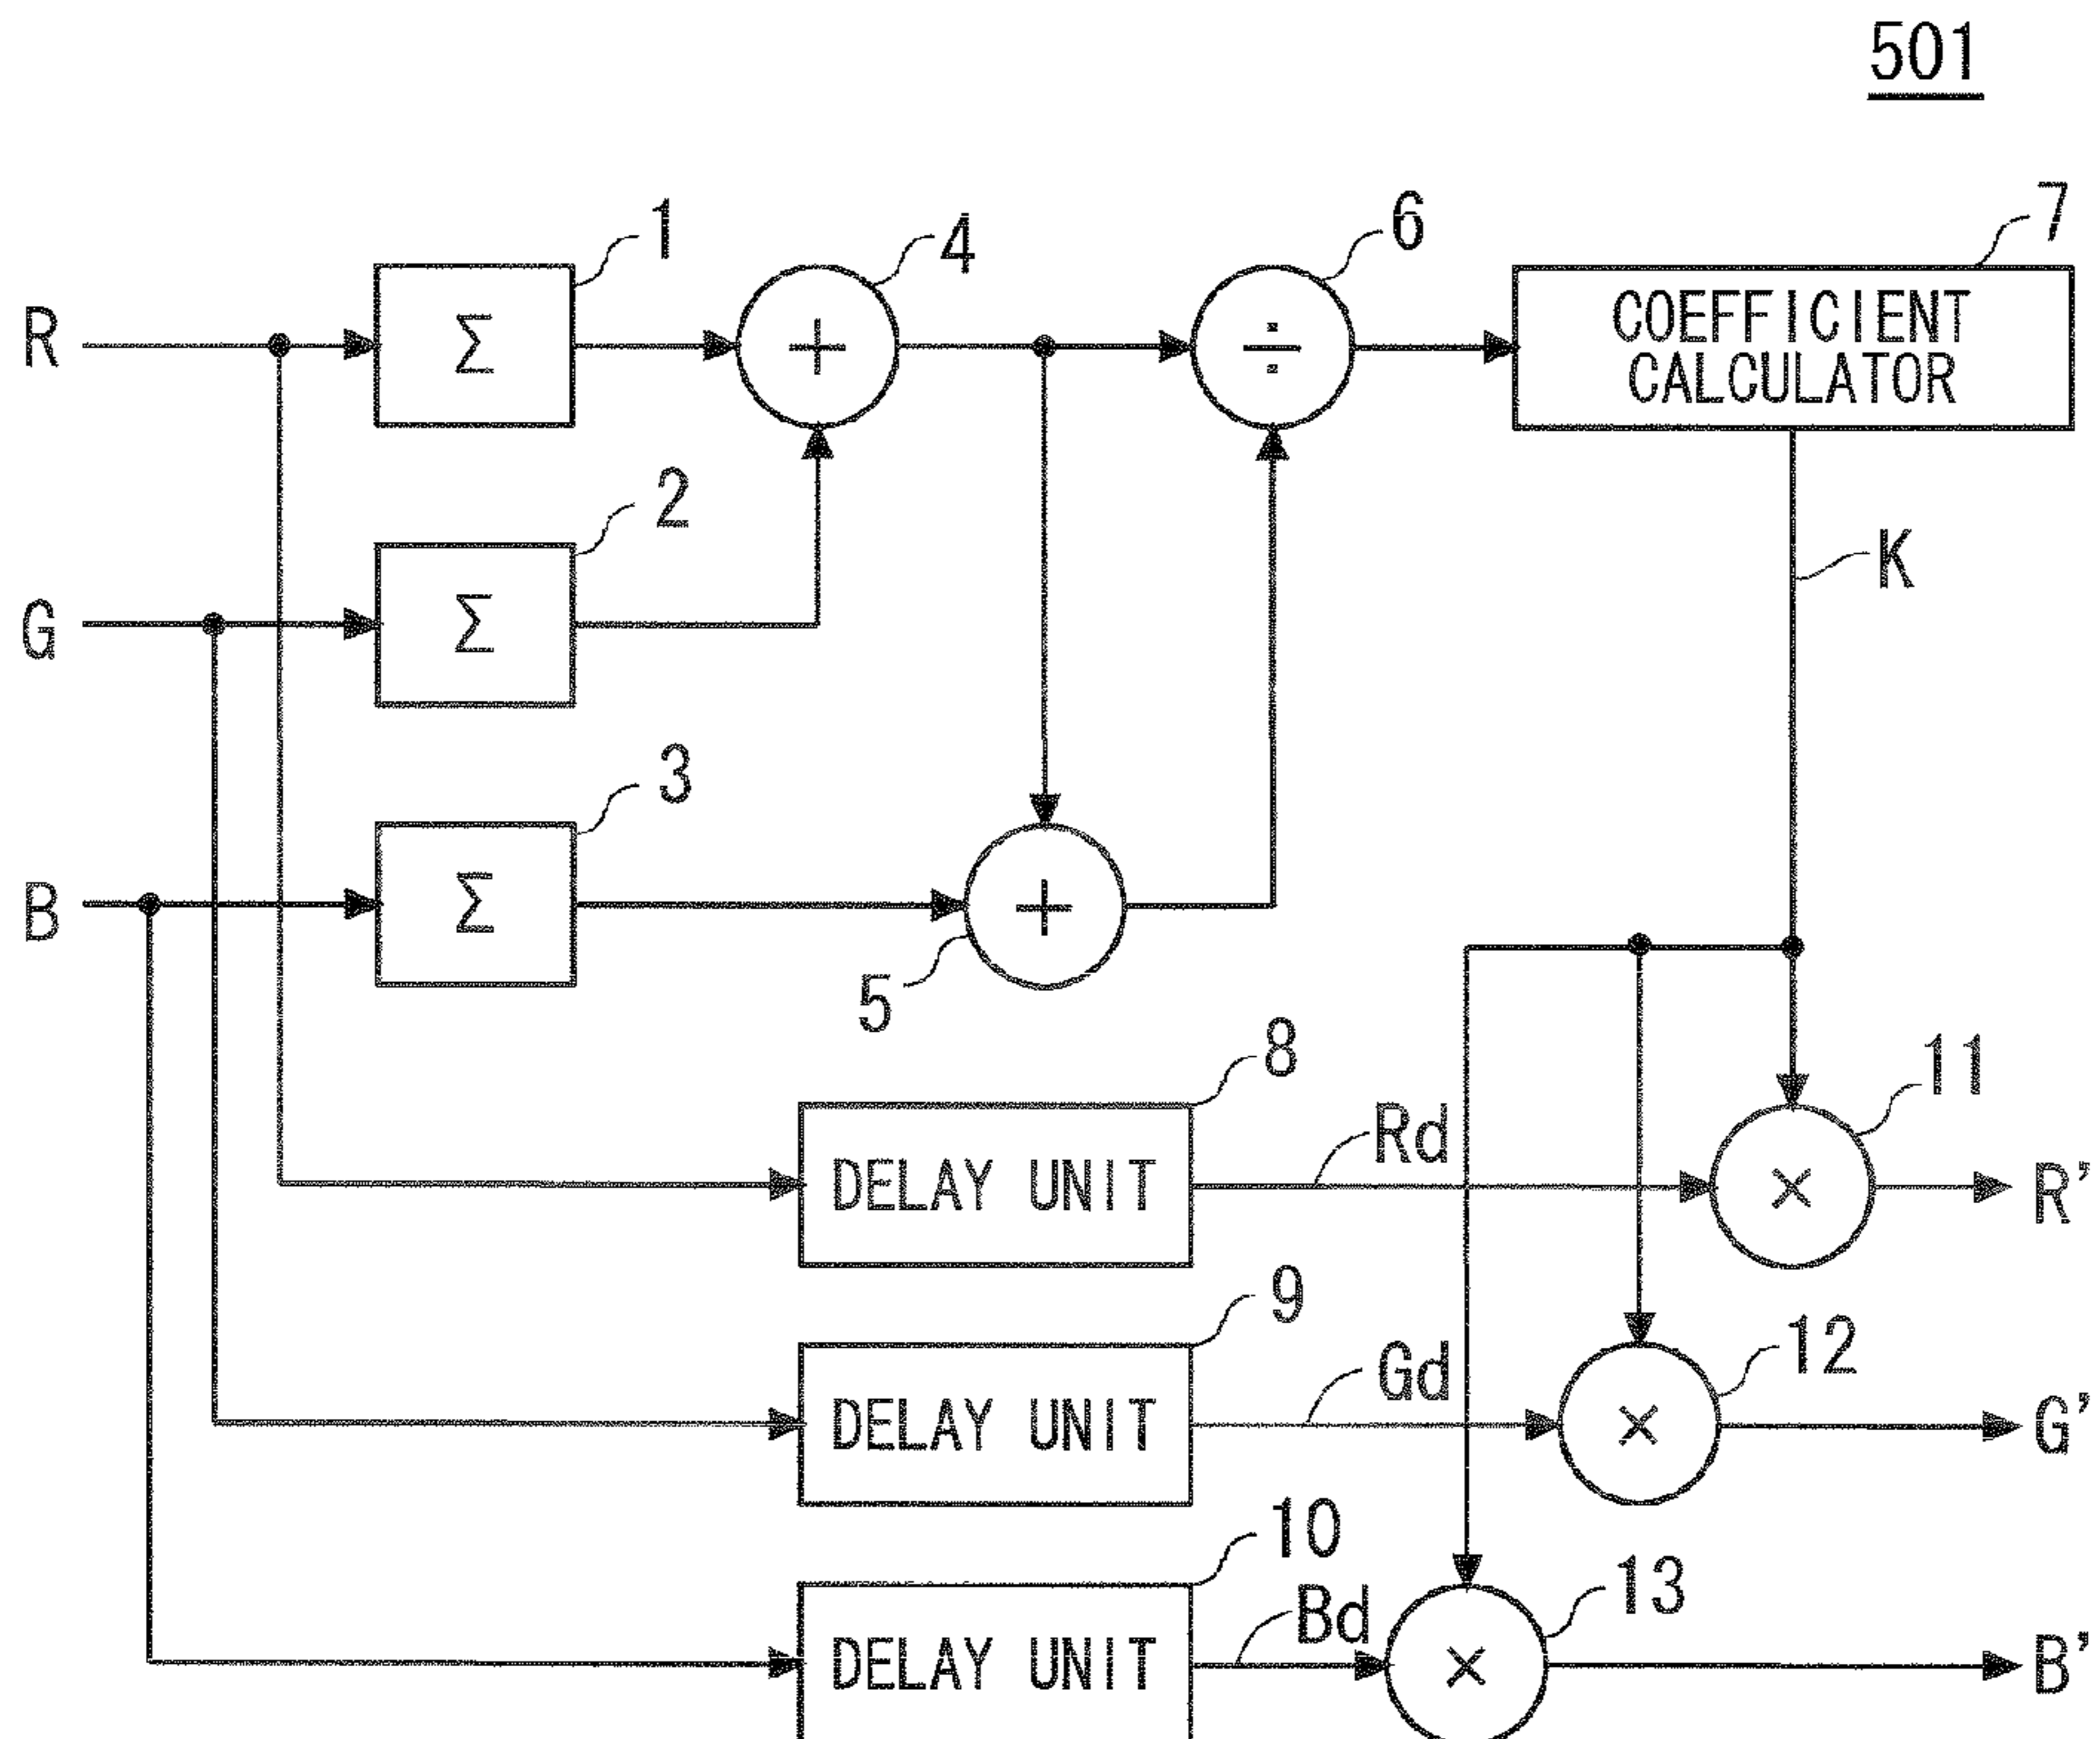 501
1
4
6
7
R
Σ
+
÷
COEFFICIENT
CALCULATOR
2
K
G
Σ
3
B
Σ
+
5
8
11
Rd
DELAY UNIT
×
R'
9
12
Gd
DELAY UNIT
×
G'
10
13
Bd
DELAY UNIT
×
B'